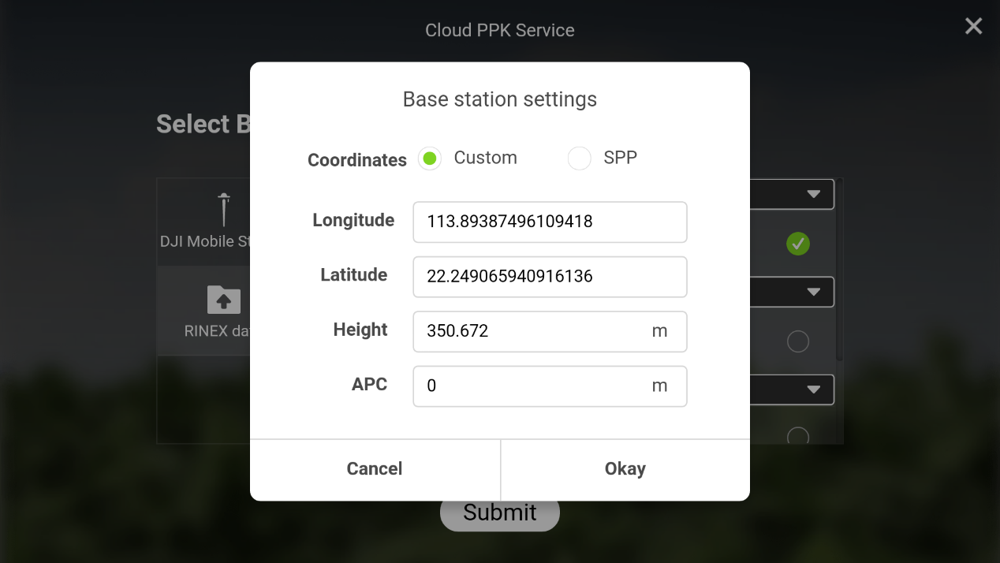 Cloud PPK Service
Base station settings
Select B
Coordinates Custom SPP
Longitude 113.89387496109418
DJI Mobile St
Latitude 22.249065940916136
Height 350.672 m
RINEX dat
APC 0 m
Cancel Okay
Submit